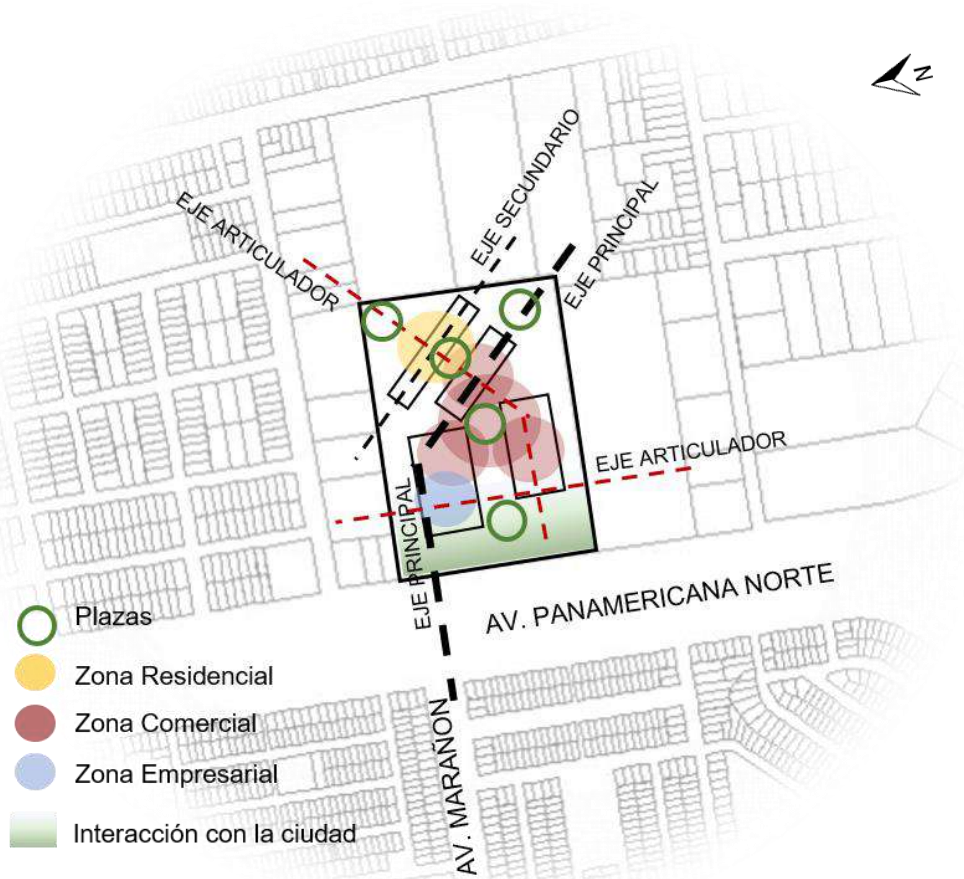 N
EJE SECUNDARIO
EJE PRINCIPAL
EJE ARTICULADOR
EJE ARTICULADOR
EJE PRINCIPAL
AV. PANAMERICANA NORTE
AV. MARAÑON
Plazas
Zona Residencial
Zona Comercial
Zona Empresarial
Interacción con la ciudad